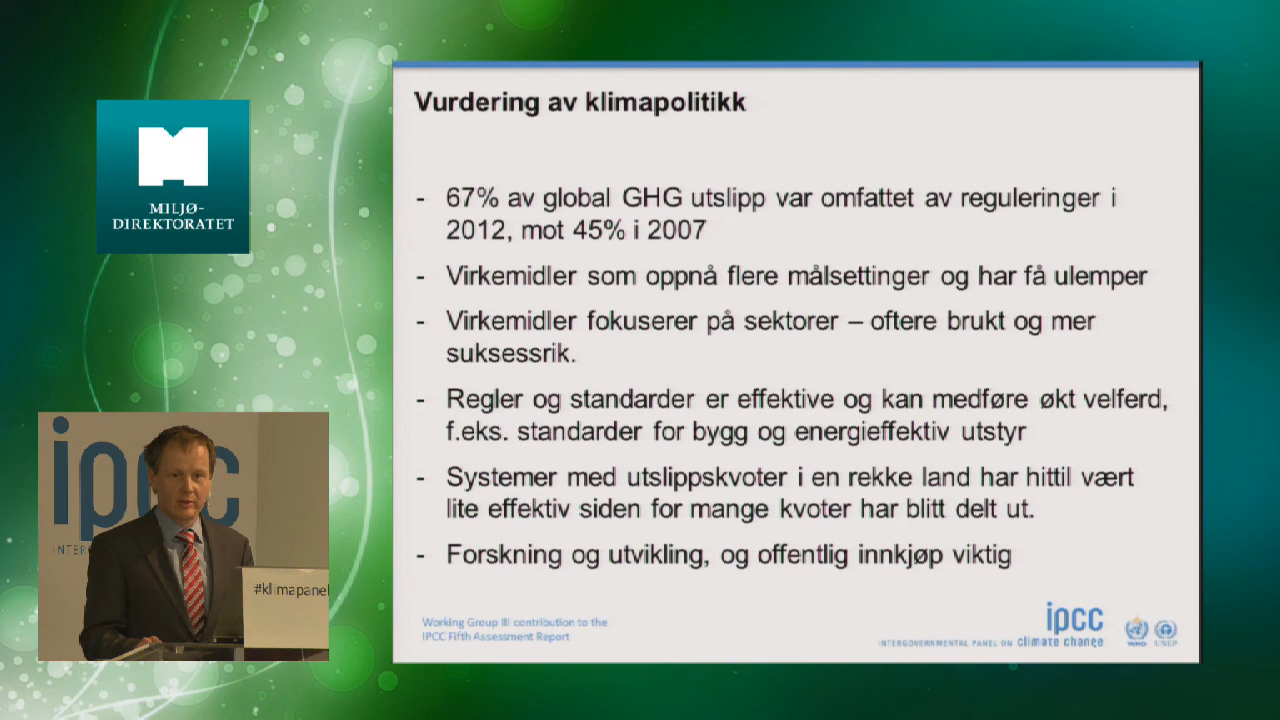 MILJØ-
DIREKTORATET
Vurdering av klimapolitikk
- 67% av global GHG utslipp var omfattet av reguleringer i
2012, mot 45% i 2007
- Virkemidler som oppnå flere målsettinger og har få ulemper
- Virkemidler fokuserer på sektorer – oftere brukt og mer
suksessrik.
- Regler og standarder er effektive og kan medføre økt velferd,
f.eks. standarder for bygg og energieffektiv utstyr
- Systemer med utslippskvoter i en rekke land har hittil vært
lite effektiv siden for mange kvoter har blitt delt ut.
- Forskning og utvikling, og offentlig innkjøp viktig
Working Group III contribution to the
IPCC Fifth Assessment Report
ipcc
INTERGOVERNMENTAL PANEL ON climate change
WMO UNEP
ipcc
INTER
#klimapanel